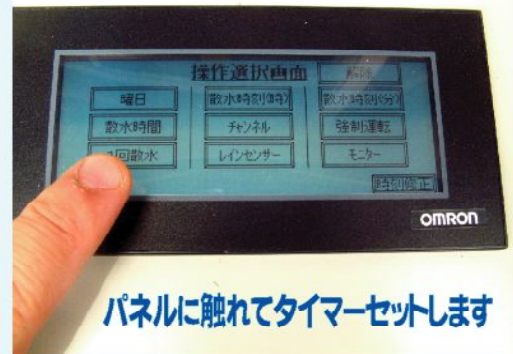 操作選択画面 解除
曜日 散水時刻(時) 散水時刻(分)
散水時間 チャンネル 強制運転
回散水 レインセンサー モニター
時刻修正
OMRON
パネルに触れてタイマーセットします